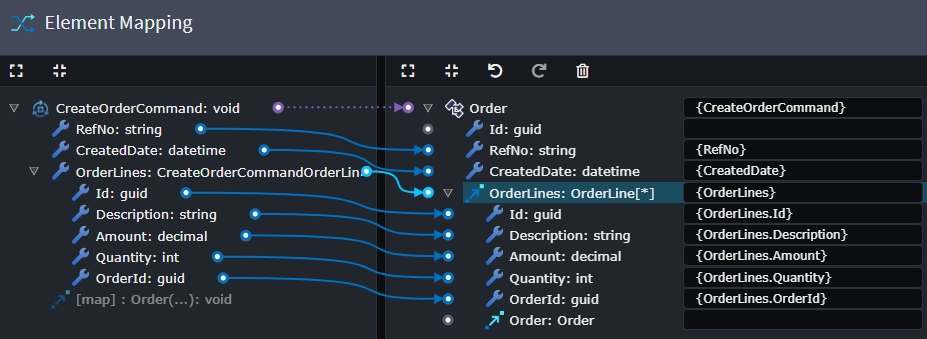 Element Mapping
CreateOrderCommand: void
RefNo: string
CreatedDate: datetime
OrderLines: CreateOrderCommandOrderLin
Id: guid
Description: string
Amount: decimal
Quantity: int
OrderId: guid
[map] : Order(...): void
Order {CreateOrderCommand}
Id: guid
RefNo: string {RefNo}
CreatedDate: datetime {CreatedDate}
OrderLines: OrderLine[*] {OrderLines}
Id: guid {OrderLines.Id}
Description: string {OrderLines.Description}
Amount: decimal {OrderLines.Amount}
Quantity: int {OrderLines.Quantity}
OrderId: guid {OrderLines.OrderId}
Order: Order